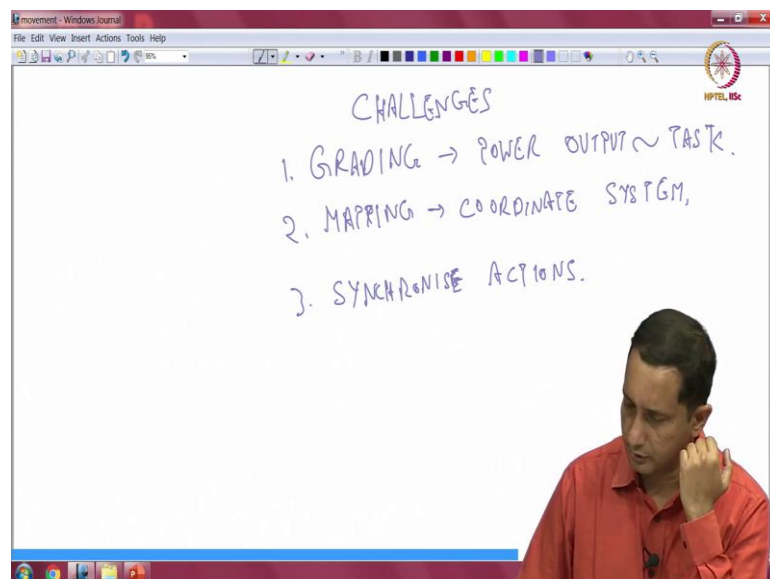 movement - Windows Journal
File Edit View Insert Actions Tools Help
NPTEL, IISc
CHALLENGES
1. GRADING → POWER OUTPUT ~ TASK.
2. MAPPING → COORDINATE SYSTEM,
3. SYNCHRONISE ACTIONS.